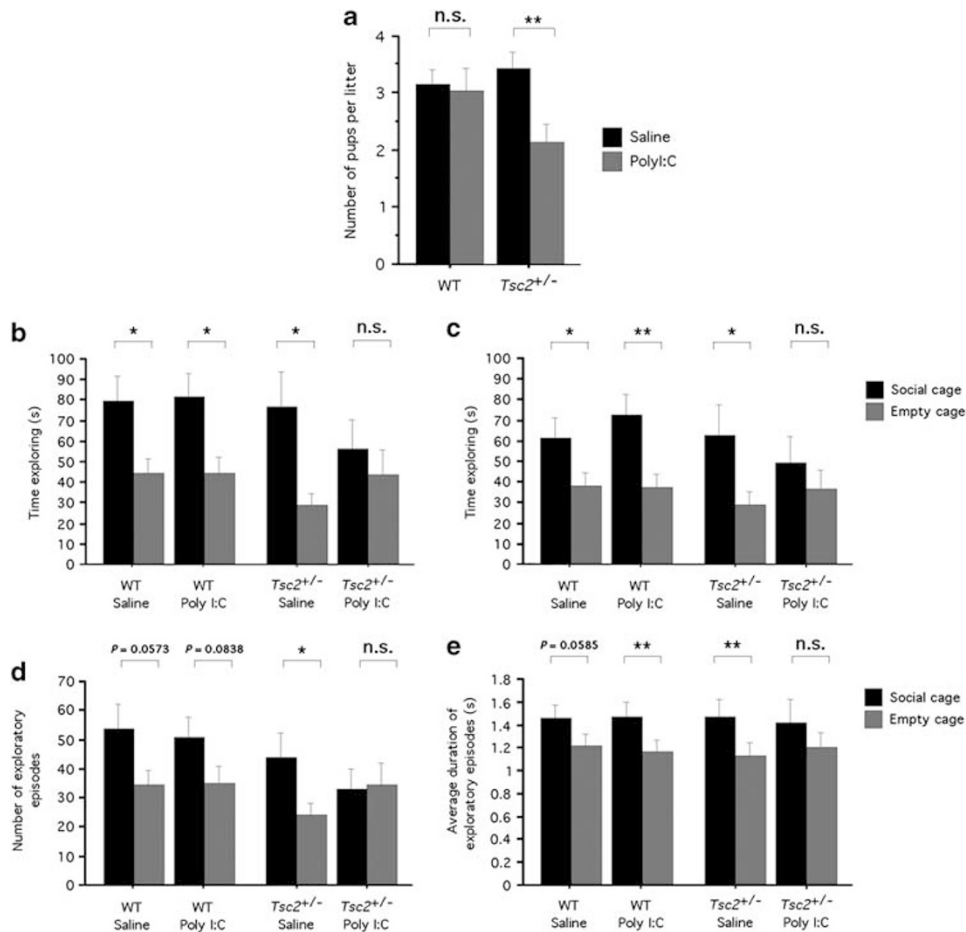 a
n.s.
**
Number of pups per litter
4
3
2
1
0
WT
Tsc2+/-
Saline
PolyI:C
b
*
*
*
n.s.
Time exploring (s)
100
90
80
70
60
50
40
30
20
10
0
WT
Saline
WT
Poly I:C
Tsc2+/-
Saline
Tsc2+/-
Poly I:C
c
*
**
*
n.s.
Time exploring (s)
100
90
80
70
60
50
40
30
20
10
0
WT
Saline
WT
Poly I:C
Tsc2+/-
Saline
Tsc2+/-
Poly I:C
Social cage
Empty cage
d
P = 0.0573
P = 0.0838
*
n.s.
Number of exploratory
episodes
70
60
50
40
30
20
10
0
WT
Saline
WT
Poly I:C
Tsc2+/-
Saline
Tsc2+/-
Poly I:C
e
P = 0.0585
**
**
n.s.
Average duration of
exploratory episodes (s)
1.8
1.6
1.4
1.2
1
0.8
0.6
0.4
0.2
0
WT
Saline
WT
Poly I:C
Tsc2+/-
Saline
Tsc2+/-
Poly I:C
Social cage
Empty cage